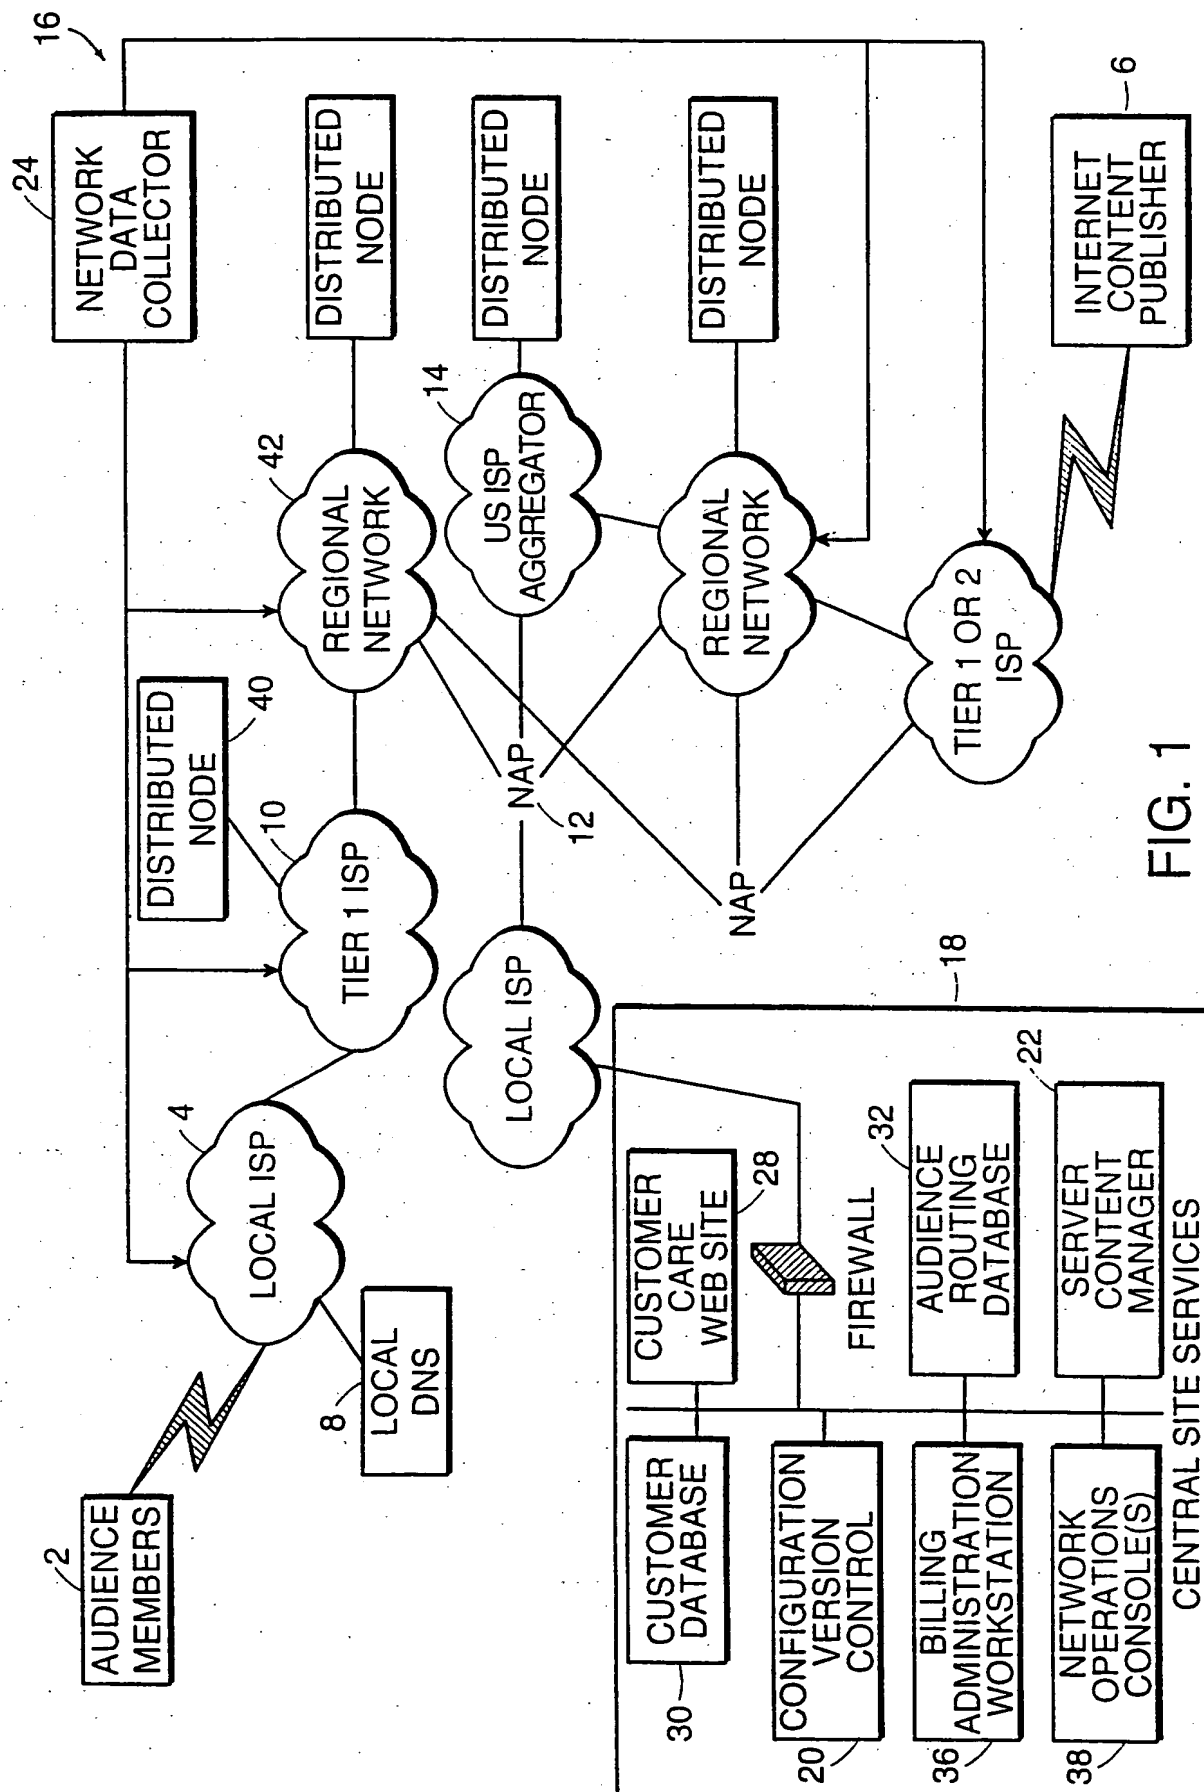 16
24
NETWORK
DATA
COLLECTOR
DISTRIBUTED
NODE
DISTRIBUTED
NODE
DISTRIBUTED
NODE
6
INTERNET
CONTENT
PUBLISHER
42
REGIONAL
NETWORK
14
US ISP
AGGREGATOR
REGIONAL
NETWORK
TIER 1 OR 2
ISP
DISTRIBUTED
NODE
40
10
TIER 1 ISP
NAP
12
NAP
LOCAL ISP
4
LOCAL ISP
8
LOCAL
DNS
2
AUDIENCE
MEMBERS
FIG. 1
18
CUSTOMER
CARE
WEB SITE
28
FIREWALL
32
AUDIENCE
ROUTING
DATABASE
22
SERVER
CONTENT
MANAGER
CUSTOMER
DATABASE
30
CONFIGURATION
VERSION
CONTROL
20
BILLING
ADMINISTRATION
WORKSTATION
36
NETWORK
OPERATIONS
CONSOLE(S)
38
CENTRAL SITE SERVICES